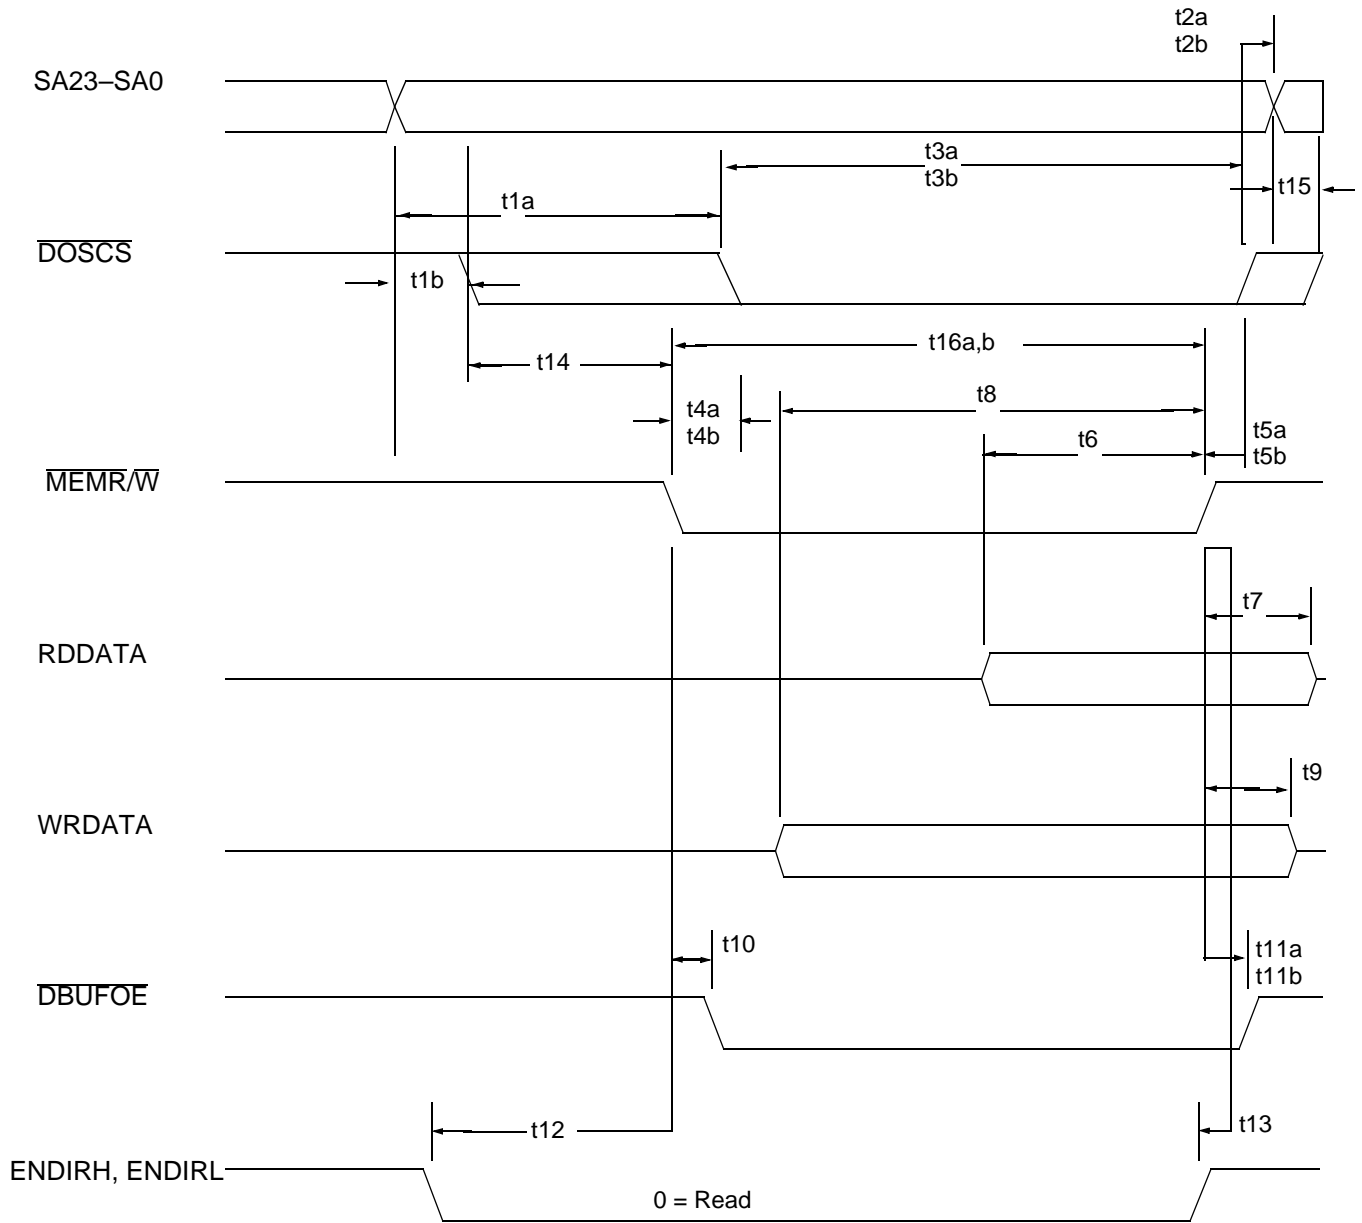 t2a
t2b
SA23–SA0
t3a
t3b
t15
t1a
DOSCS
t1b
t16a,b
t14
t8
t4a
t4b
t6
t5a
t5b
MEMR/W
t7
RDDATA
t9
WRDATA
t10
t11a
t11b
DBUFOE
t12
t13
ENDIRH, ENDIRL
0 = Read